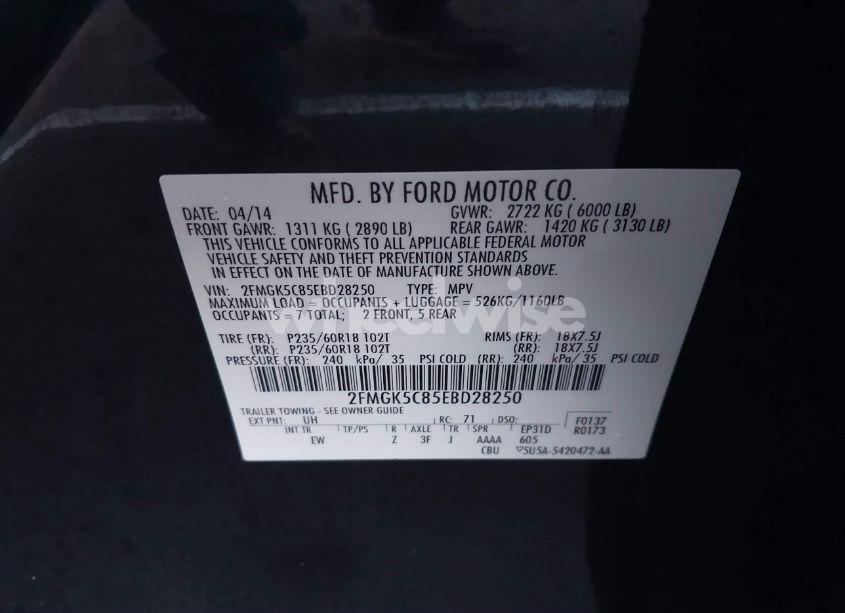 MFD. BY FORD MOTOR CO.
DATE: 04/14 GVWR: 2722 KG ( 6000 LB)
FRONT GAWR: 1311 KG ( 2890 LB) REAR GAWR: 1420 KG ( 3130 LB)
THIS VEHICLE CONFORMS TO ALL APPLICABLE FEDERAL MOTOR
VEHICLE SAFETY AND THEFT PREVENTION STANDARDS
IN EFFECT ON THE DATE OF MANUFACTURE SHOWN ABOVE.
VIN: 2FMGK5C85EBD28250 TYPE: MPV
MAXIMUM LOAD = OCCUPANTS + LUGGAGE = 526KG/1160LB
OCCUPANTS = 7 TOTAL; 2 FRONT, 5 REAR
wheelwise
TIRE (FR): P235/60R18 102T RIMS (FR): 18X7.5J
(RR): P235/60R18 102T (RR): 18X7.5J
PRESSURE (FR): 240 kPa/ 35 PSI COLD (RR): 240 kPa/ 35 PSI COLD
2FMGK5C85EBD28250
TRAILER TOWING - SEE OWNER GUIDE
EXT PNT: UH RC: 71 DSO: F0137
INT TR TP/PS R AXLE TR SPR EP31D R0173
EW Z 3F J AAAA 605
CBU 5U5A-5420472-AA